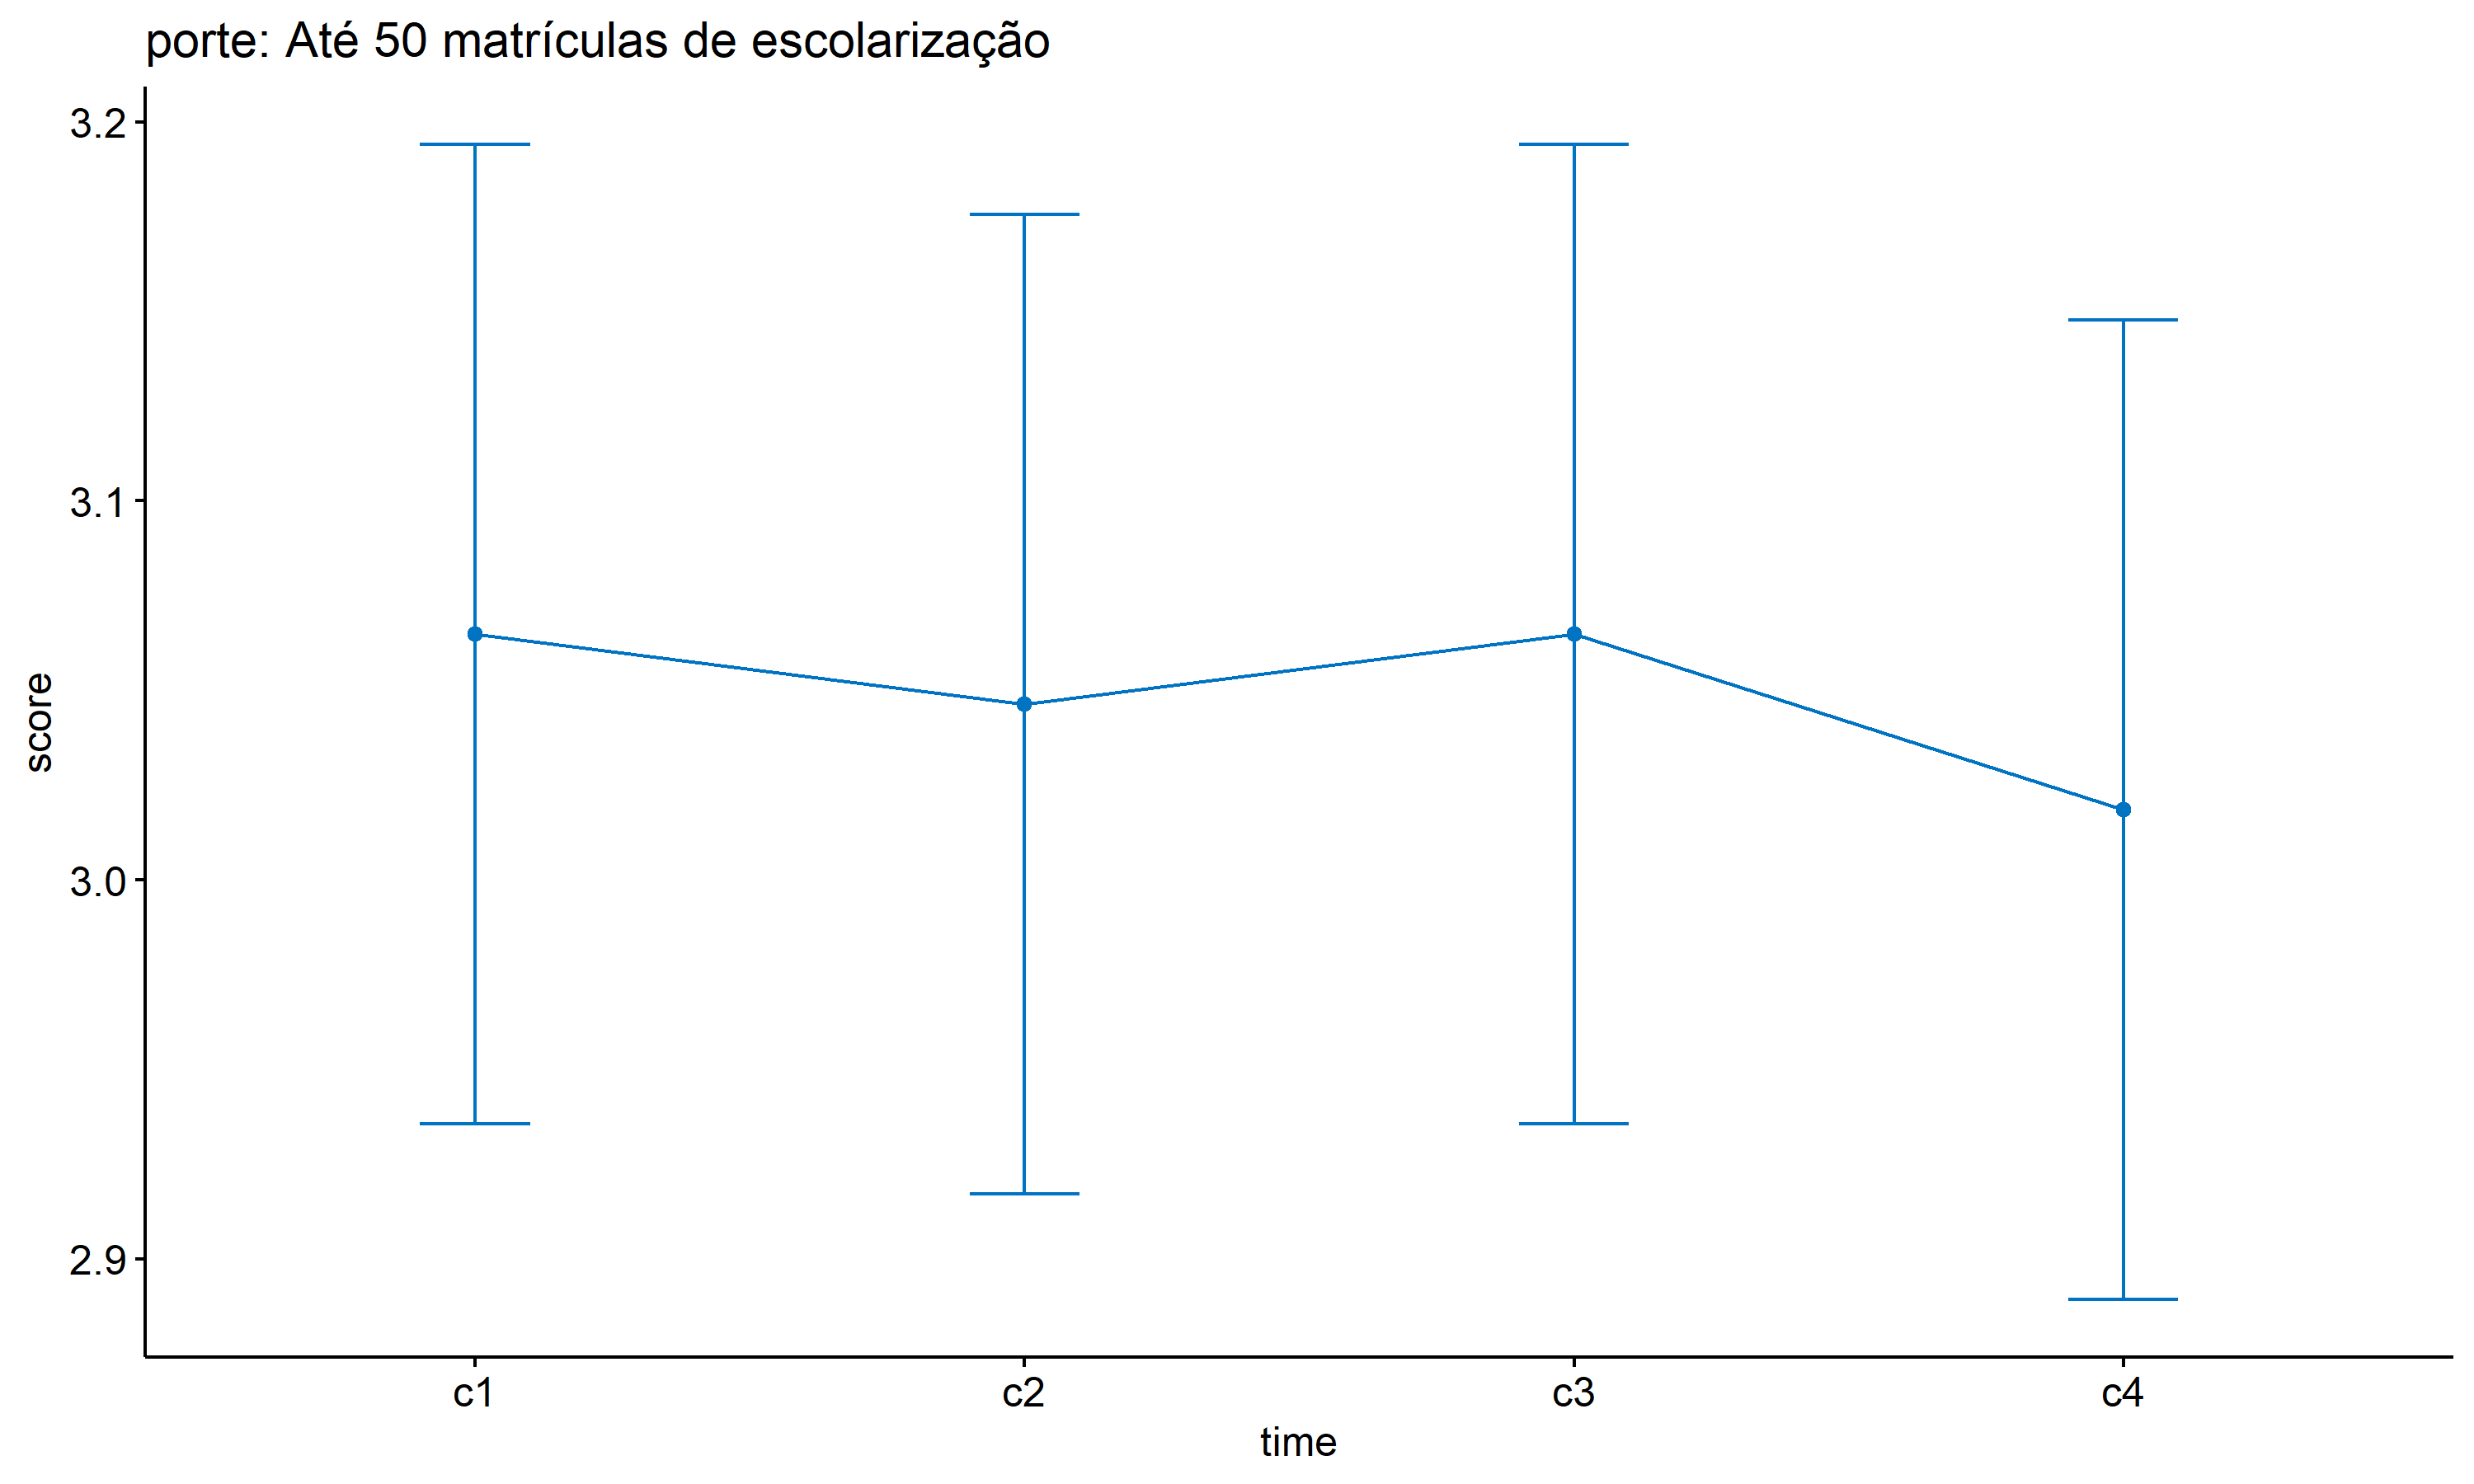 porte: Até 50 matrículas de escolarização
3.2
3.1
3.0
2.9
score
c1 c2 c3 c4
time